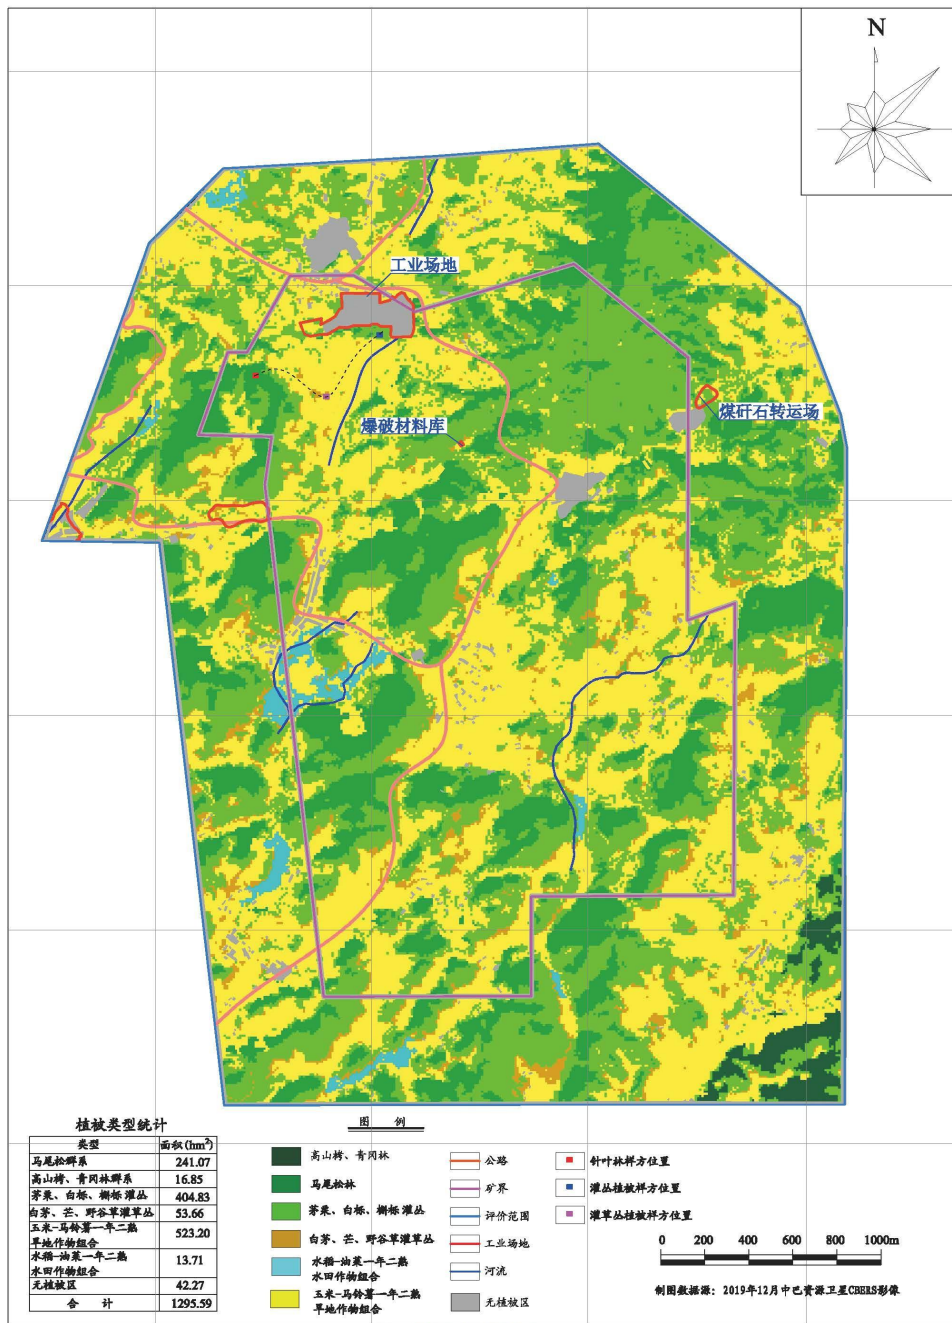 N
工业场地
爆破材料库
煤矸石转运场
植被类型统计
类型 面积(hm²)
马尾松群系 241.07
高山栲、青冈林群系 16.85
茅栗、白栎、槲栎灌丛 404.83
白茅、芒、野谷草灌草丛 53.66
玉米-马铃薯一年二熟
旱地作物组合 523.20
水稻-油菜一年二熟
水田作物组合 13.71
无植被区 42.27
合 计 1295.59
图 例
高山栲、青冈林
马尾松林
茅栗、白栎、槲栎灌丛
白茅、芒、野谷草灌草丛
水稻-油菜一年二熟
水田作物组合
玉米-马铃薯一年二熟
旱地作物组合
公路
矿界
评价范围
工业场地
河流
无植被区
针叶林样方位置
灌丛植被样方位置
灌草丛植被样方位置
0 200 400 600 800 1000m
制图数据源：2019年12月中巴资源卫星CBERS影像